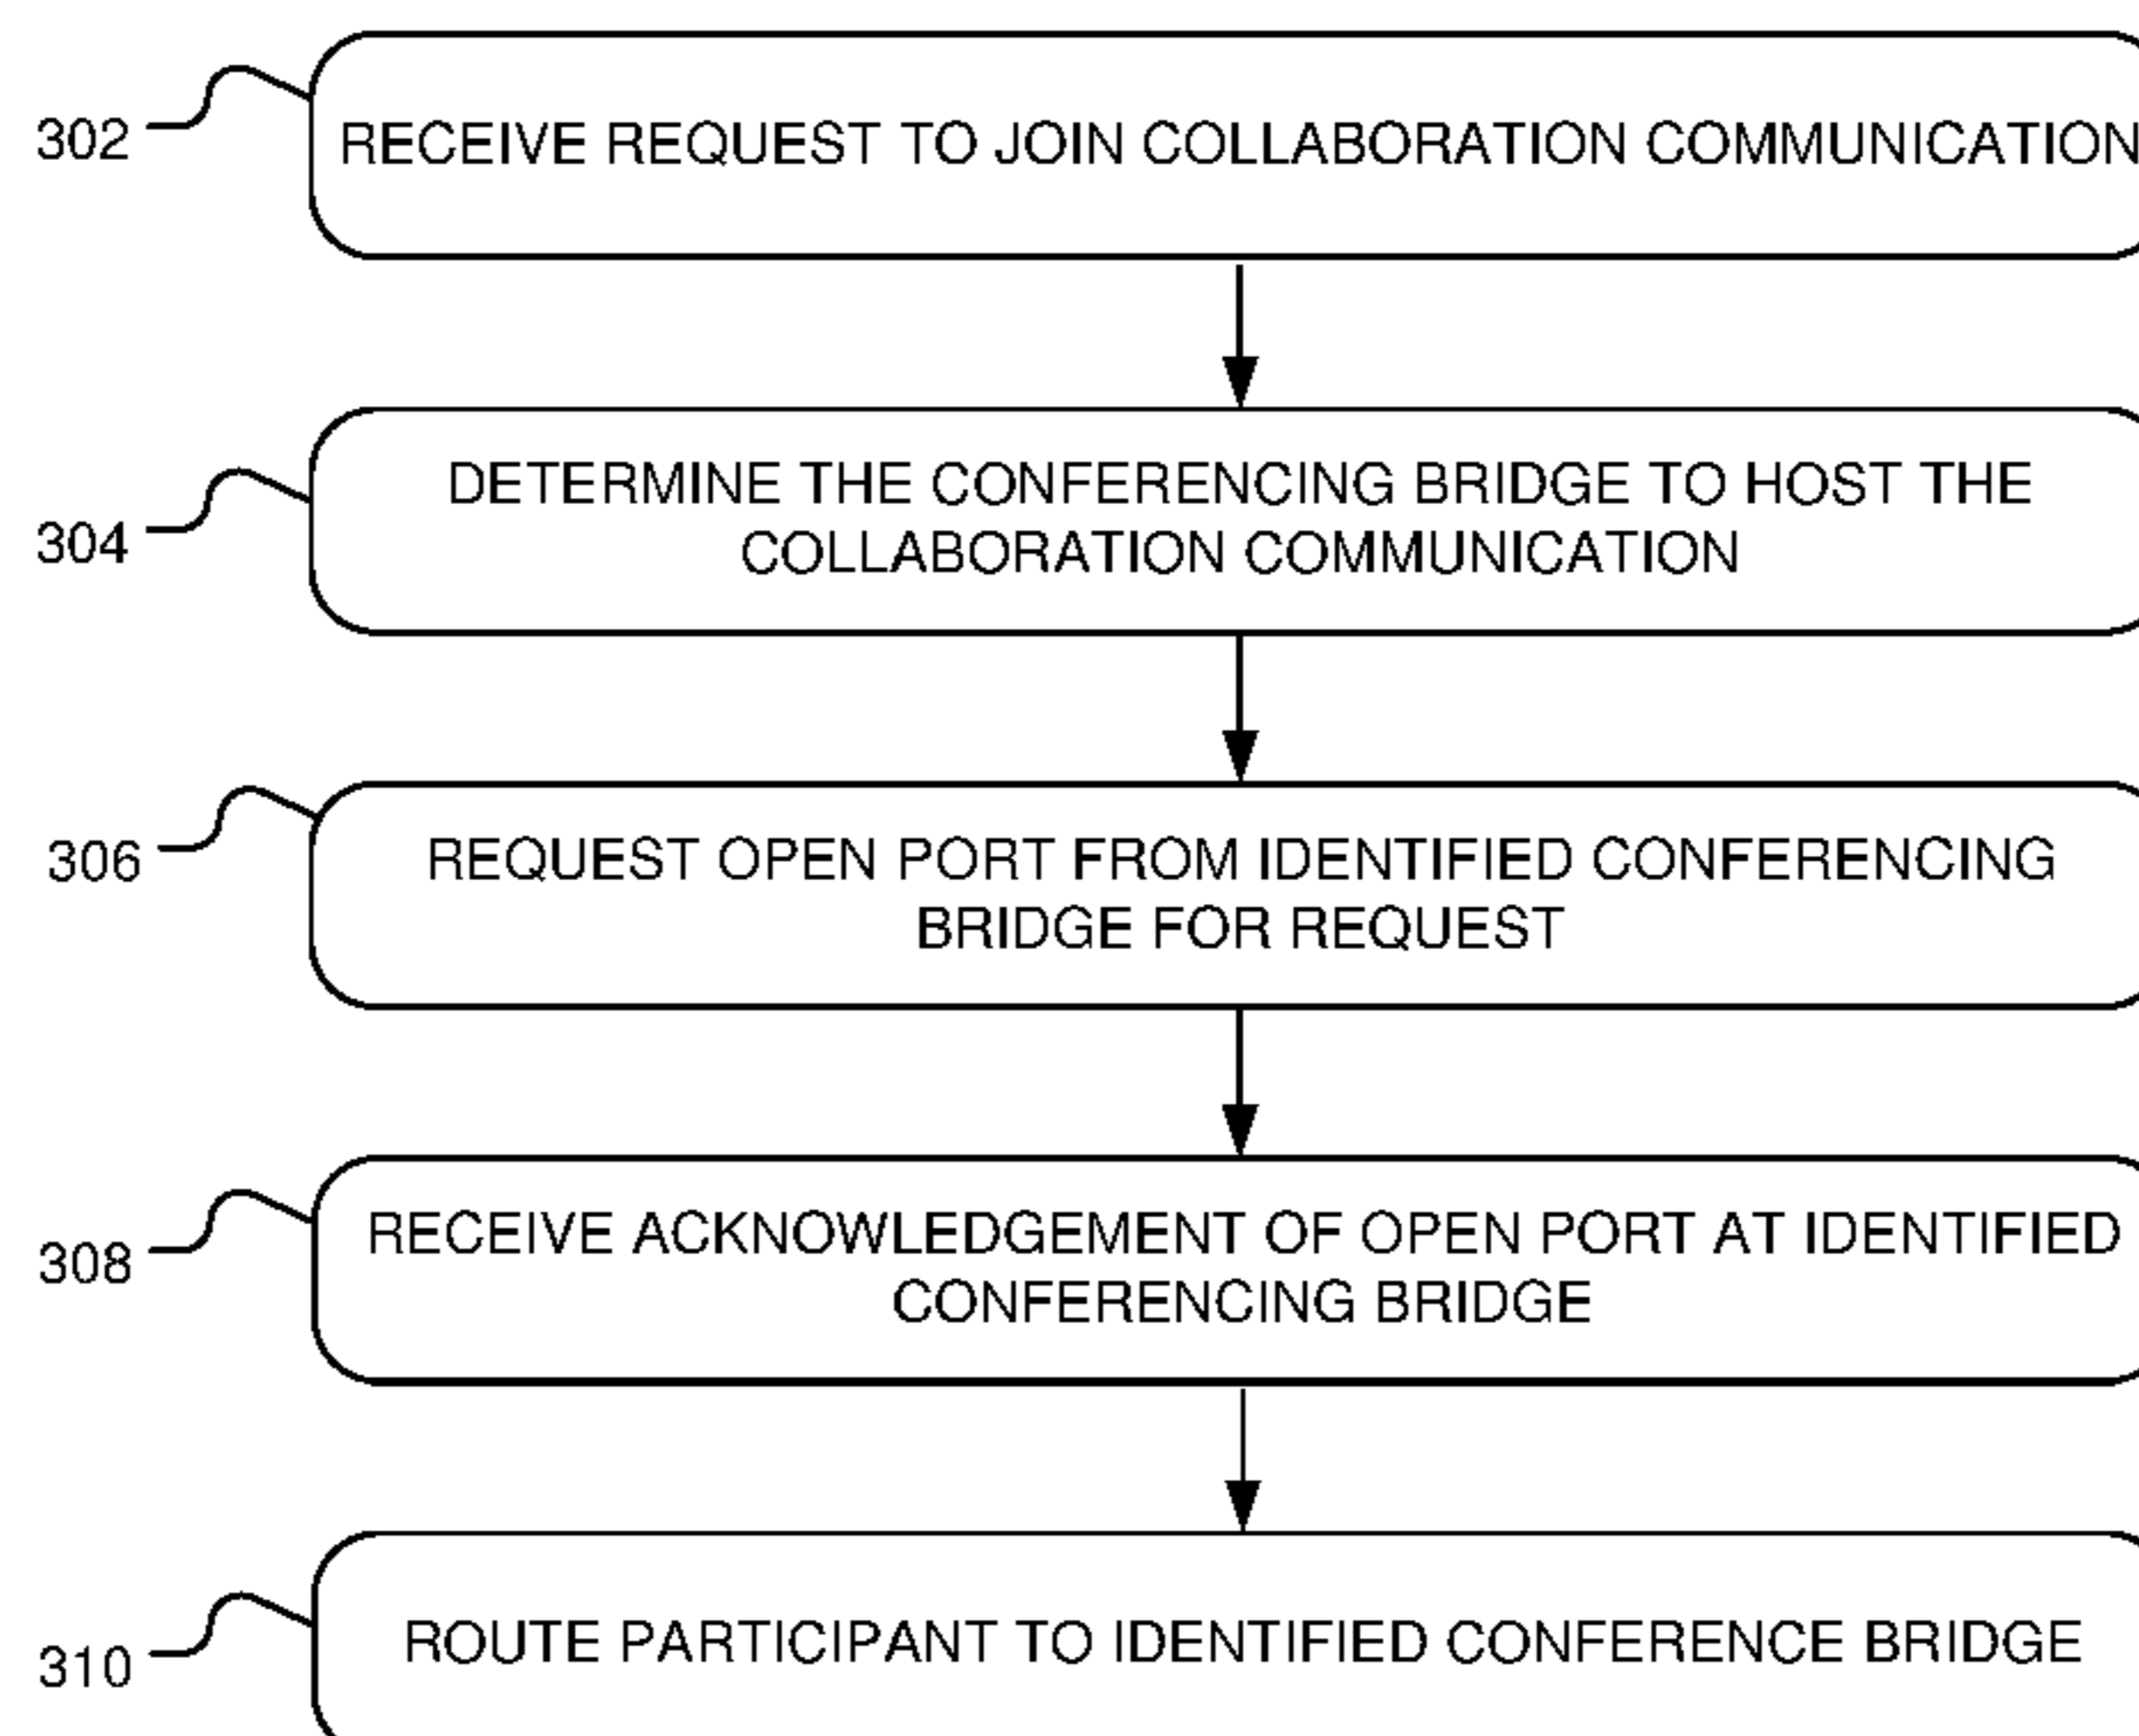 302
RECEIVE REQUEST TO JOIN COLLABORATION COMMUNICATION
304
DETERMINE THE CONFERENCING BRIDGE TO HOST THE
COLLABORATION COMMUNICATION
306
REQUEST OPEN PORT FROM IDENTIFIED CONFERENCING
BRIDGE FOR REQUEST
308
RECEIVE ACKNOWLEDGEMENT OF OPEN PORT AT IDENTIFIED
CONFERENCING BRIDGE
310
ROUTE PARTICIPANT TO IDENTIFIED CONFERENCE BRIDGE